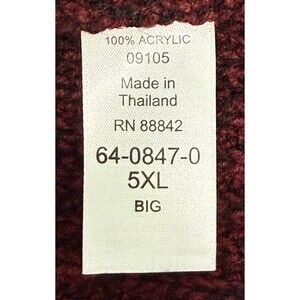 100% ACRYLIC
09105
Made in
Thailand
RN 88842
64-0847-0
5XL
BIG